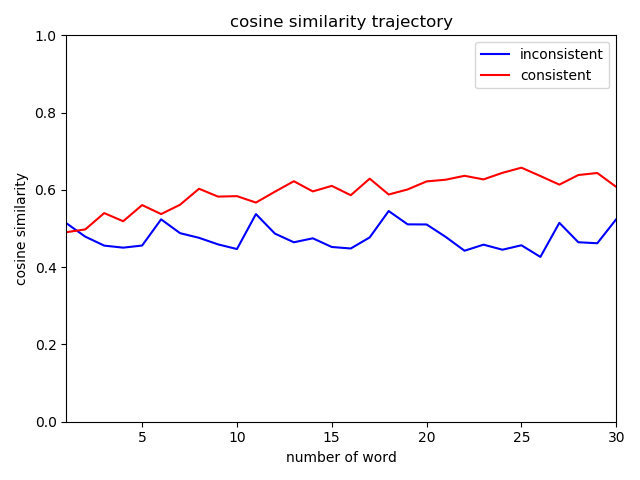 cosine similarity trajectory
inconsistent
consistent
cosine similarity
1.0
0.8
0.6
0.4
0.2
0.0
5 10 15 20 25 30
number of word